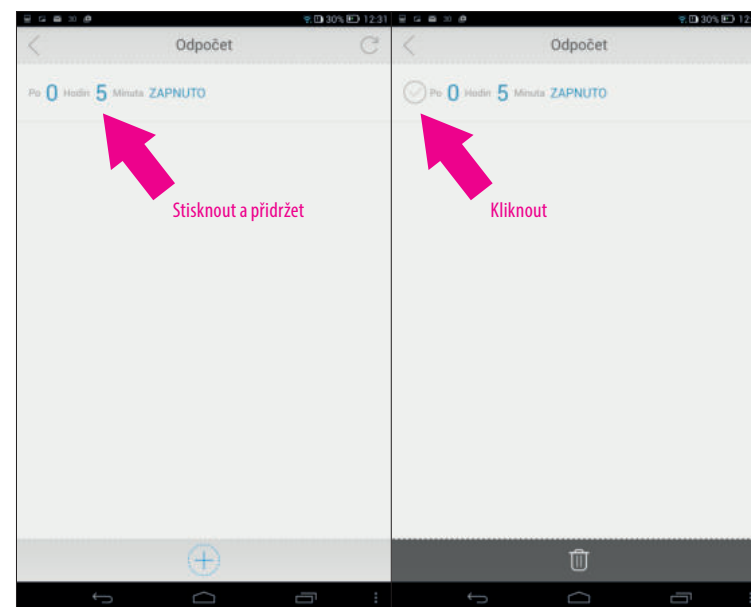 30% 12:31
Odpočet
Po 0 Hodin 5 Minuta ZAPNUTO
Stisknout a přidržet
30% 12
Odpočet
Po 0 Hodin 5 Minuta ZAPNUTO
Kliknout